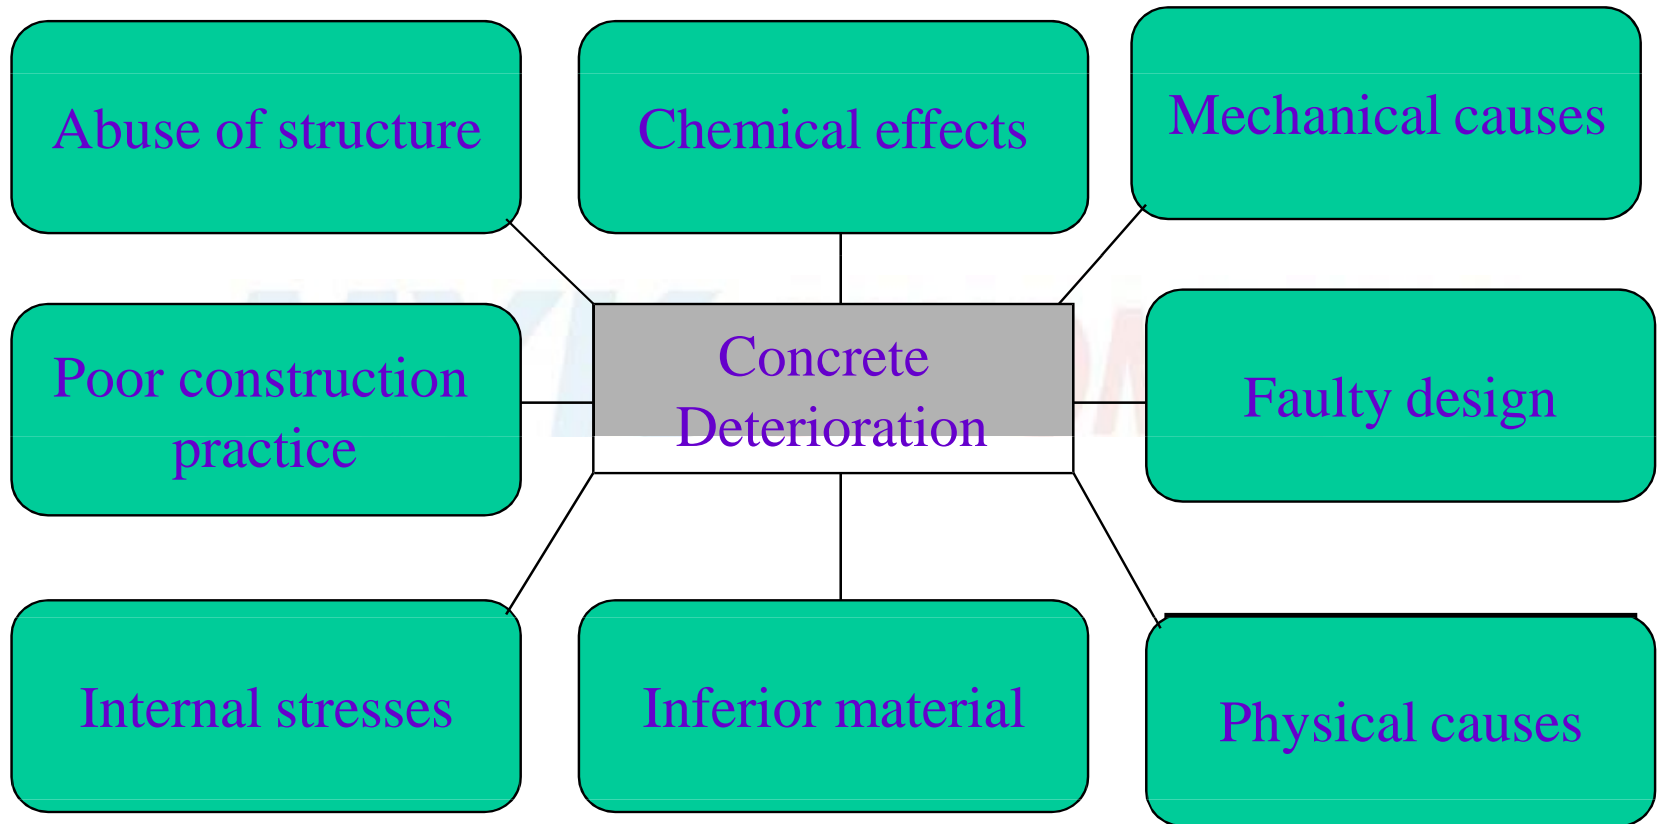 Abuse of structure
Chemical effects
Mechanical causes
Poor construction
practice
Concrete
Deterioration
Faulty design
Internal stresses
Inferior material
Physical causes